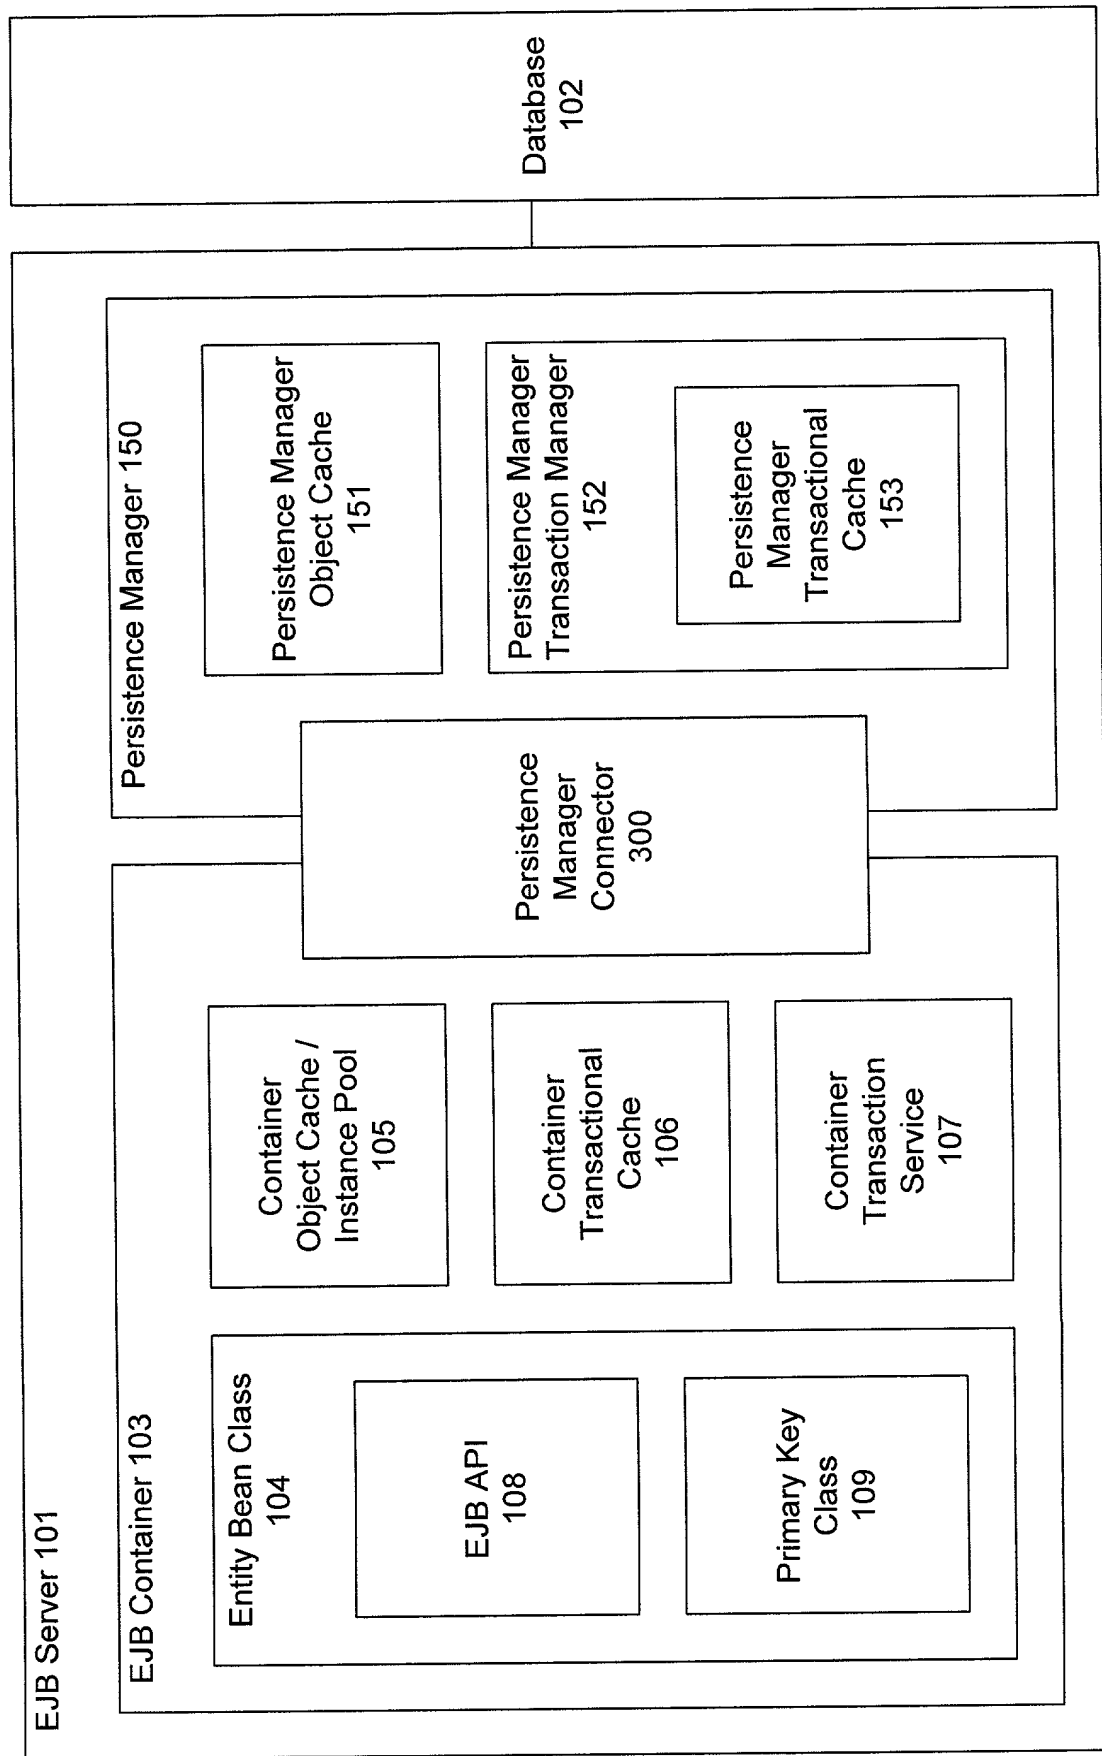 EJB Server 101
EJB Container 103
Entity Bean Class
104
EJB API
108
Primary Key
Class
109
Container
Object Cache /
Instance Pool
105
Container
Transactional
Cache
106
Container
Transaction
Service
107
Persistence
Manager
Connector
300
Persistence Manager 150
Persistence Manager
Object Cache
151
Persistence Manager
Transaction Manager
152
Persistence
Manager
Transactional
Cache
153
Database
102